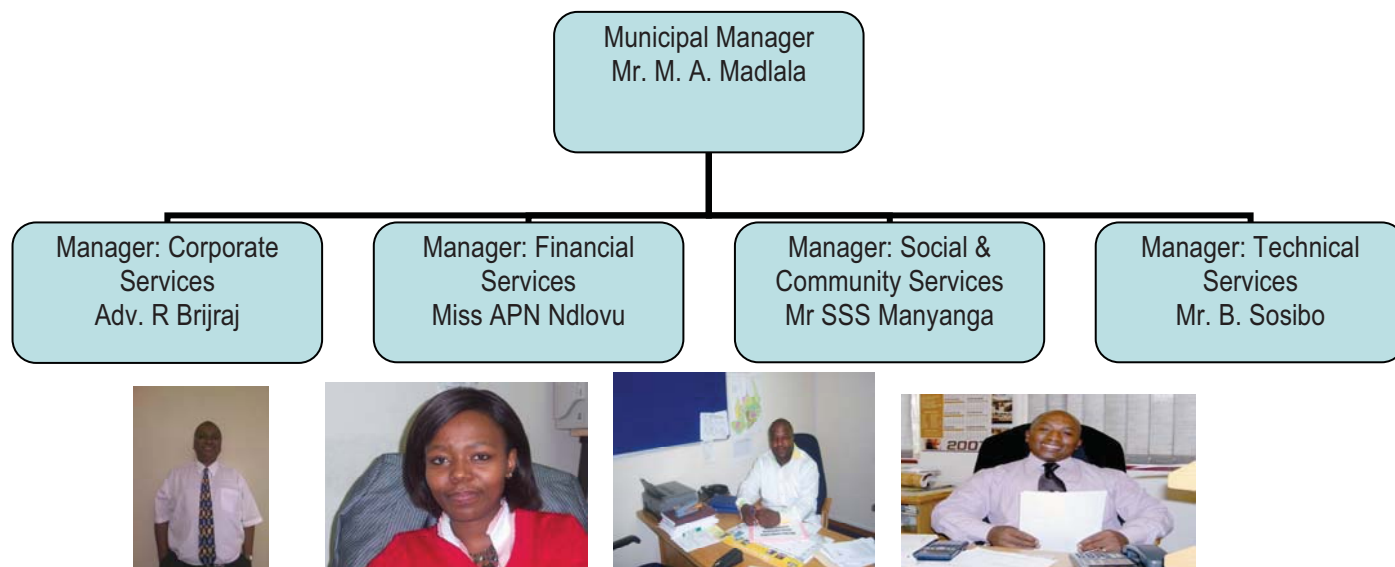 Municipal Manager
Mr. M. A. Madlala
Manager: Corporate
Services
Adv. R Brijraj
Manager: Financial
Services
Miss APN Ndlovu
Manager: Social &
Community Services
Mr SSS Manyanga
Manager: Technical
Services
Mr. B. Sosibo
2007